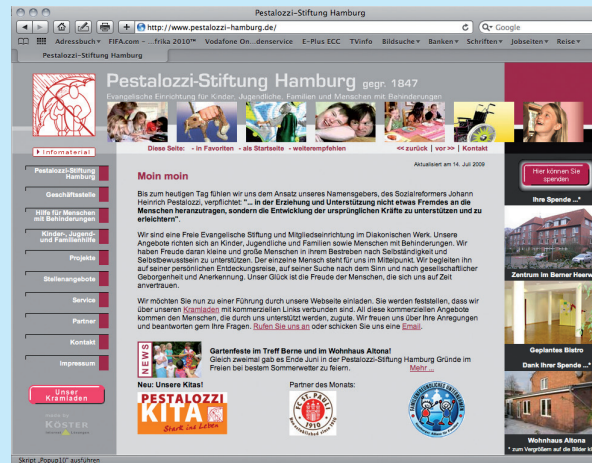 Pestalozzi-Stiftung Hamburg
http://www.pestalozzi-hamburg.de/
Google
Adressbuch FIFA.com – ...frika 2010™ Vodafone On...denservice E-Plus ECC TVinfo Bildsuche Banken Schriften Jobseiten Reise
Pestalozzi-Stiftung Hamburg
Pestalozzi-Stiftung Hamburg gegr. 1847
Evangelische Einrichtung für Kinder, Jugendliche, Familien und Menschen mit Behinderungen
Infomaterial
Diese Seite: - in Favoriten - als Startseite - weiterempfehlen
<< zurück | vor >> | Kontakt
Aktualisiert am 14. Juli 2009
Pestalozzi-Stiftung
Hamburg
Geschäftsstelle
Hilfe für Menschen
mit Behinderungen
Kinder-, Jugend-
und Familienhilfe
Projekte
Stellenangebote
Service
Partner
Kontakt
Impressum
Unser
Kramladen
KÖSTER
Moin moin
Bis zum heutigen Tag fühlen wir uns dem Ansatz unseres Namensgebers, des Sozialreformers Johann
Heinrich Pestalozzi, verpflichtet: "... in der Erziehung und Unterstützung nicht etwas Fremdes an die
Menschen heranzutragen, sondern die Entwicklung der ursprünglichen Kräfte zu unterstützen und zu
erleichtern".
Wir sind eine Freie Evangelische Stiftung und Mitgliedseinrichtung im Diakonischen Werk. Unsere
Angebote richten sich an Kinder, Jugendliche und Familien sowie Menschen mit Behinderungen. Wir
haben Freude daran kleine und große Menschen in ihrem Bestreben nach Selbständigkeit und
Selbstbewusstsein zu unterstützen. Der einzelne Mensch steht für uns im Mittelpunkt. Wir begleiten ihn
auf seiner persönlichen Entdeckungsreise, auf seiner Suche nach dem Sinn und nach gesellschaftlicher
Geborgenheit und Anerkennung. Unser Glück ist die Freude der Menschen, die sich uns auf Zeit
anvertrauen.
Wir möchten Sie nun zu einer Führung durch unsere Webseite einladen. Sie werden feststellen, dass wir
über unseren Kramladen mit kommerziellen Links verbunden sind. All diese kommerziellen Angebote
kommen den Menschen, die durch uns unterstützt werden, zugute. Wir freuen uns über Ihre Anregungen
und beantworten gern Ihre Fragen. Rufen Sie uns an oder schicken Sie uns eine Email.
NEWS
Gartenfeste im Treff Berne und im Wohnhaus Altona!
Gleich zweimal gab es Ende Juni in der Pestalozzi-Stiftung Hamburg Gründe im
Freien bei bestem Sommerwetter zu feiern. Mehr ...
Neu: Unsere Kitas!
PESTALOZZI
KITA
Stark ins Leben
Partner des Monats:
FC ST. PAULI
1910
Hier können Sie
spenden
Ihre Spende ...*
Zentrum im Berner Heerw
Geplantes Bistro
Dank Ihrer Spende ...*
Wohnhaus Altona
* zum Vergrößern auf die Bilder kli
Skript „Popup10" ausführen